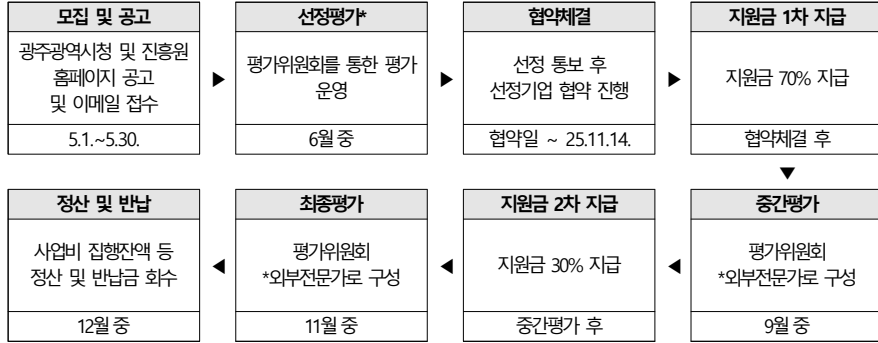 모집 및 공고
광주광역시청 및 진흥원
홈페이지 공고
및 이메일 접수
5.1.~5.30.
▶
선정평가*
평가위원회를 통한 평가
운영
6월 중
▶
협약체결
선정 통보 후
선정기업 협약 진행
협약일 ~ 25.11.14.
▶
지원금 1차 지급
지원금 70% 지급
협약체결 후
▼
중간평가
평가위원회
*외부전문가로 구성
9월 중
◀
지원금 2차 지급
지원금 30% 지급
중간평가 후
◀
최종평가
평가위원회
*외부전문가로 구성
11월 중
◀
정산 및 반납
사업비 집행잔액 등
정산 및 반납금 회수
12월 중